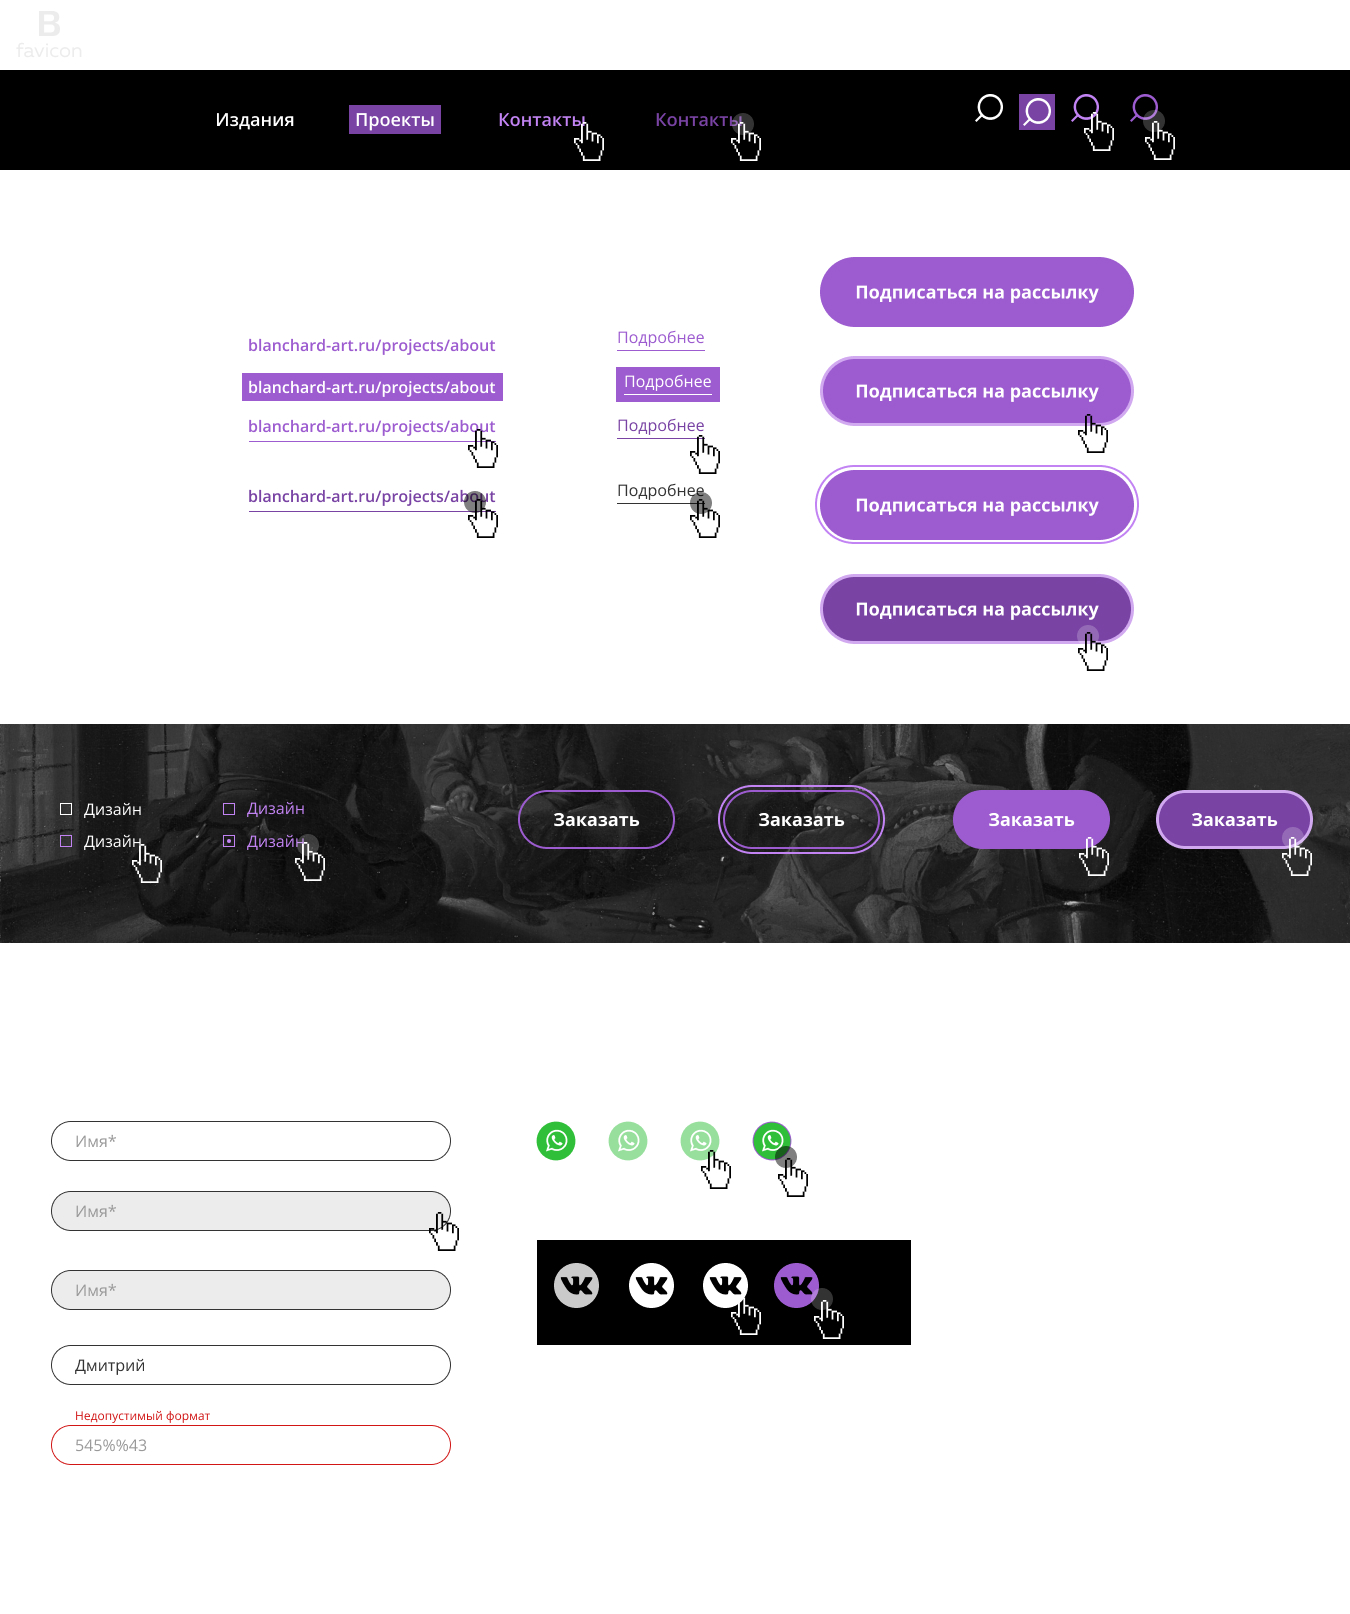 B
favicon
Издания
Проекты
Контакты
Контакты
blanchard-art.ru/projects/about
blanchard-art.ru/projects/about
blanchard-art.ru/projects/about
blanchard-art.ru/projects/about
Подробнее
Подробнее
Подробнее
Подробнее
Подписаться на рассылку
Подписаться на рассылку
Подписаться на рассылку
Подписаться на рассылку
Дизайн
Дизайн
Дизайн
Дизайн
Заказать
Заказать
Заказать
Заказать
Имя*
Имя*
Имя*
Дмитрий
Недопустимый формат
545%%43